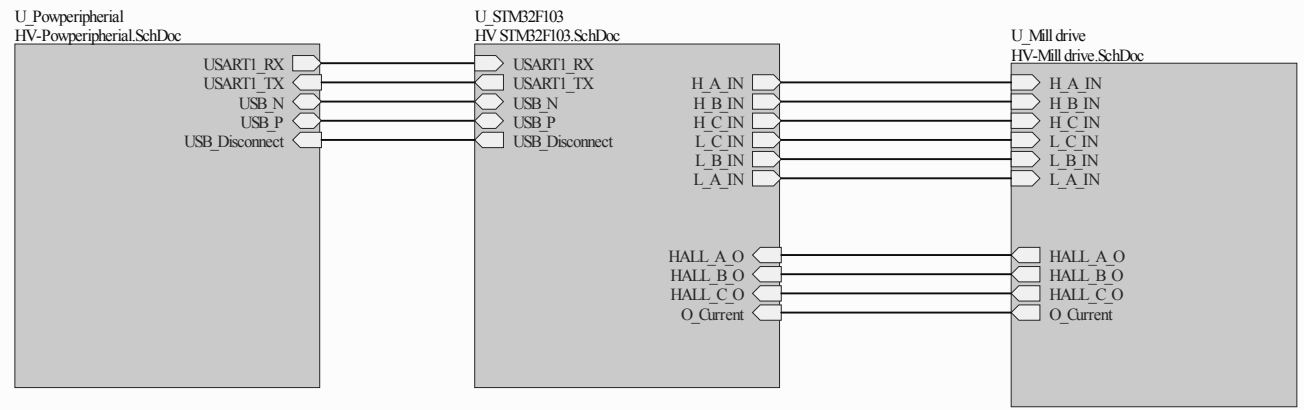 U_Powperipherial
HV-Powperipherial.SchDoc
USART1_RX
USART1_TX
USB_N
USB_P
USB_Disconnect
U_STM32F103
HV STM32F103.SchDoc
USART1_RX
USART1_TX
USB_N
USB_P
USB_Disconnect
H_A_IN
H_B_IN
H_C_IN
L_C_IN
L_B_IN
L_A_IN
HALL_A_O
HALL_B_O
HALL_C_O
O_Current
U_Mill drive
HV-Mill drive.SchDoc
H_A_IN
H_B_IN
H_C_IN
L_C_IN
L_B_IN
L_A_IN
HALL_A_O
HALL_B_O
HALL_C_O
O_Current